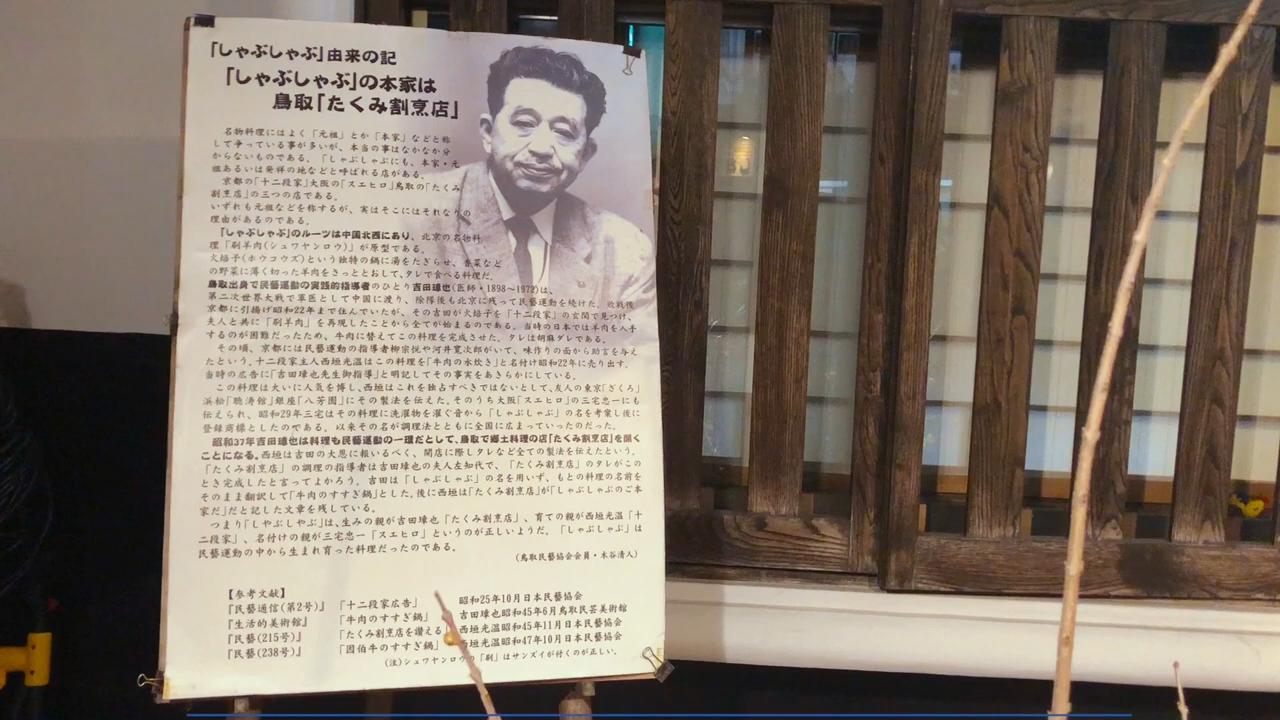 「しゃぶしゃぶ」由来の記
「しゃぶしゃぶ」の本家は
鳥取「たくみ割烹店」
名物料理にはよく「元祖」とか「本家」などと称
して争っている事が多いが、本当の事はなかなか分
からないものである。「しゃぶしゃぶにも、本家・元
祖あるいは発祥の地などと呼ばれる店がある。
京都の「十二段家」大阪の「スエヒロ」鳥取の「たくみ
割烹店」の三つの店である。
いずれも元祖などを称するが、実はそこにはそれなりの
理由があるのである。
「しゃぶしゃぶ」のルーツは中国北西にあり、北京の名物料
理「刷羊肉(シュワヤンロウ)」が原型である。
火焙子(ホウコウズ)という独特の鍋に湯をたぎらせ、香菜など
の野菜に薄く切った羊肉をさっととおして、タレで食べる料理だ。
鳥取出身で民藝運動の実践的指導者のひとり吉田璋也(医師・1898〜1972)は、
第二次世界大戦で軍医として中国に渡り、除隊後も北京に残って民藝運動を続けた。敗戦後
京都に引揚げ昭和22年まで住んでいたが、その吉田が火焙子を「十二段家」の玄関で見つけ、
夫人と共に「刷羊肉」を再現したことから全てが始まるのである。当時の日本では羊肉を入手
するのが困難だったため、牛肉に替えてこの料理を完成させた。タレは胡麻ダレである。
その頃、京都には民藝運動の指導者柳宗悦や河井寛次郎がいて、味作りの面から助言を与え
たという。十二段家主人西垣光温はこの料理を「牛肉の水炊き」と名付け昭和22年に売り出す。
当時の広告に「吉田璋也先生御指導」と明記してその事実をあきらかにしている。
この料理は大いに人気を博し、西垣はこれを独占すべきではないとして、友人の東京「ざくろ」
浜松「聴涛館」銀座「八芳園」にその製法を伝えた。そのうち大阪「スエヒロ」の三宅忠一にも
伝えられ、昭和29年三宅はその料理に洗濯物を濯ぐ音から「しゃぶしゃぶ」の名を考案し後に
登録商標としたのである。以来その名が調理法とともに全国に広まっていったのだった。
昭和37年吉田璋也は料理も民藝運動の一環だとして、鳥取で郷土料理の店「たくみ割烹店」を開く
ことになる。西垣は吉田の大恩に報いるべく、開店に際しタレなど全ての製法を伝えたという。
「たくみ割烹店」の調理の指導者は吉田璋也の夫人左知代で、「たくみ割烹店」のタレがこの
とき完成したと言ってよかろう。吉田は「しゃぶしゃぶ」の名を用いず、もとの料理の名前を
そのまま翻訳して「牛肉のすすぎ鍋」とした。後に西垣は「たくみ割烹店」が「しゃぶしゃぶのご本
家だ」だと記した文章を残している。
つまり「しゃぶしゃぶ」は、生みの親が吉田璋也「たくみ割烹店」、育ての親が西垣光温「十
二段家」、名付けの親が三宅忠一「スエヒロ」というのが正しいようだ。「しゃぶしゃぶ」は
民藝運動の中から生まれ育った料理だったのである。
(鳥取民藝協会会員・木谷清人)
【参考文献】
『民藝通信(第2号)』 「十二段家広告」 昭和25年10月日本民藝協会
『生活的美術館』 「牛肉のすすぎ鍋」 吉田璋也昭和45年6月鳥取民芸美術館
『民藝(215号)』 「たくみ割烹店を讃える」 西垣光温昭和45年11月日本民藝協会
『民藝(238号)』 「因伯牛のすすぎ鍋」 西垣光温昭和47年10月日本民藝協会
(注)シュワヤンロウの「刷」はサンズイが付くのが正しい。